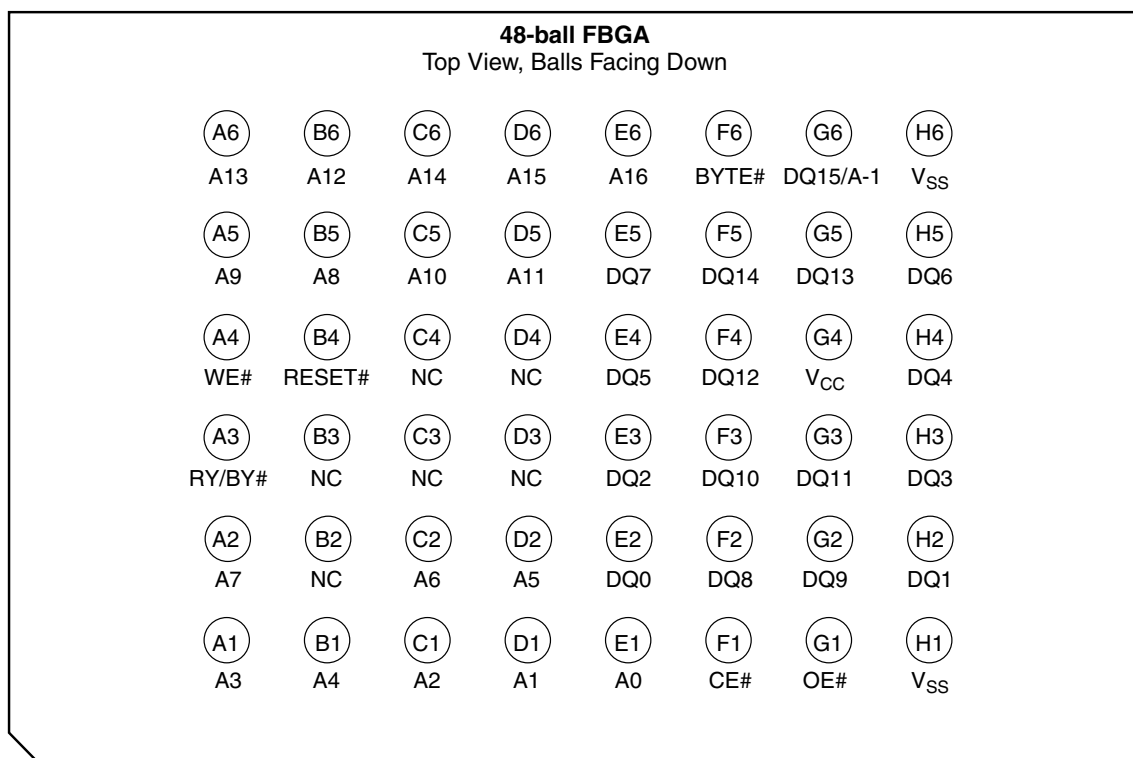 48-ball FBGA
Top View, Balls Facing Down
A6 B6 C6 D6 E6 F6 G6 H6
A13 A12 A14 A15 A16 BYTE# DQ15/A-1 VSS
A5 B5 C5 D5 E5 F5 G5 H5
A9 A8 A10 A11 DQ7 DQ14 DQ13 DQ6
A4 B4 C4 D4 E4 F4 G4 H4
WE# RESET# NC NC DQ5 DQ12 VCC DQ4
A3 B3 C3 D3 E3 F3 G3 H3
RY/BY# NC NC NC DQ2 DQ10 DQ11 DQ3
A2 B2 C2 D2 E2 F2 G2 H2
A7 NC A6 A5 DQ0 DQ8 DQ9 DQ1
A1 B1 C1 D1 E1 F1 G1 H1
A3 A4 A2 A1 A0 CE# OE# VSS